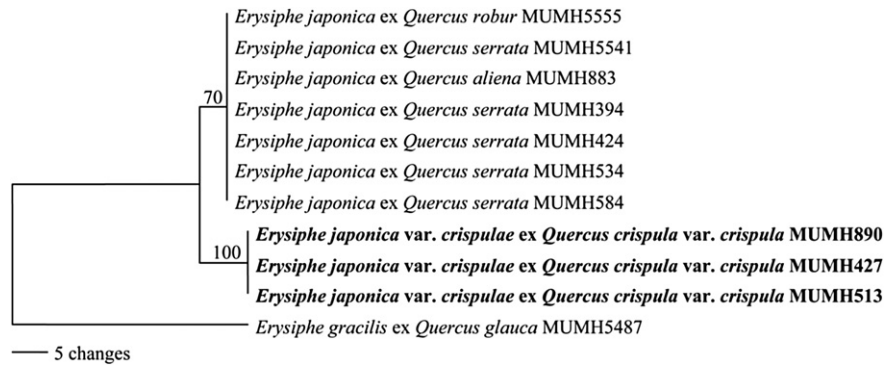 Erysiphe japonica ex Quercus robur MUMH5555
Erysiphe japonica ex Quercus serrata MUMH5541
Erysiphe japonica ex Quercus aliena MUMH883
70
Erysiphe japonica ex Quercus serrata MUMH394
Erysiphe japonica ex Quercus serrata MUMH424
Erysiphe japonica ex Quercus serrata MUMH534
Erysiphe japonica ex Quercus serrata MUMH584
Erysiphe japonica var. crispulae ex Quercus crispula var. crispula MUMH890
100
Erysiphe japonica var. crispulae ex Quercus crispula var. crispula MUMH427
Erysiphe japonica var. crispulae ex Quercus crispula var. crispula MUMH513
Erysiphe gracilis ex Quercus glauca MUMH5487
5 changes